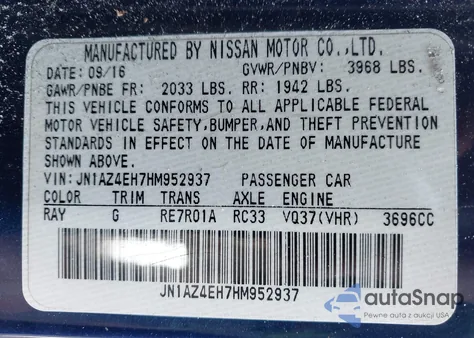 MANUFACTURED BY NISSAN MOTOR CO.,LTD.
DATE: 09/16 GVWR/PNBV: 3968 LBS.
GAWR/PNBE FR: 2033 LBS. RR: 1942 LBS.
THIS VEHICLE CONFORMS TO ALL APPLICABLE FEDERAL
MOTOR VEHICLE SAFETY,BUMPER,AND THEFT PREVENTION
STANDARDS IN EFFECT ON THE DATE OF MANUFACTURE
SHOWN ABOVE.
VIN: JN1AZ4EH7HM952937 PASSENGER CAR
COLOR TRIM TRANS AXLE ENGINE
RAY G RE7R01A RC33 VQ37(VHR) 3696CC
JN1AZ4EH7HM952937
autoSnap
Pewne auta z aukcji USA